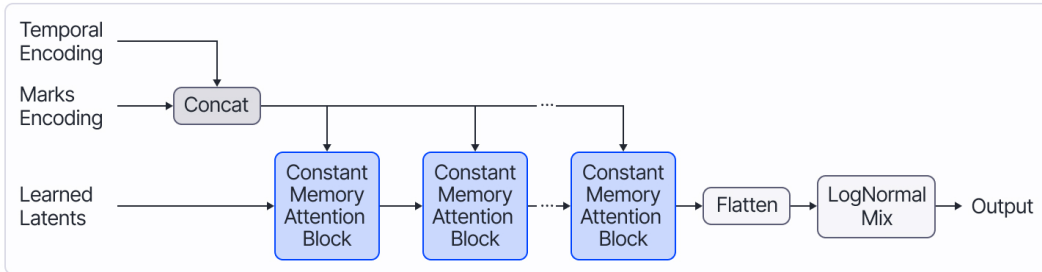 Temporal
Encoding
Marks
Encoding
Concat
...
Learned
Latents
Constant
Memory
Attention
Block
Constant
Memory
Attention
Block
...
Constant
Memory
Attention
Block
Flatten
LogNormal
Mix
Output